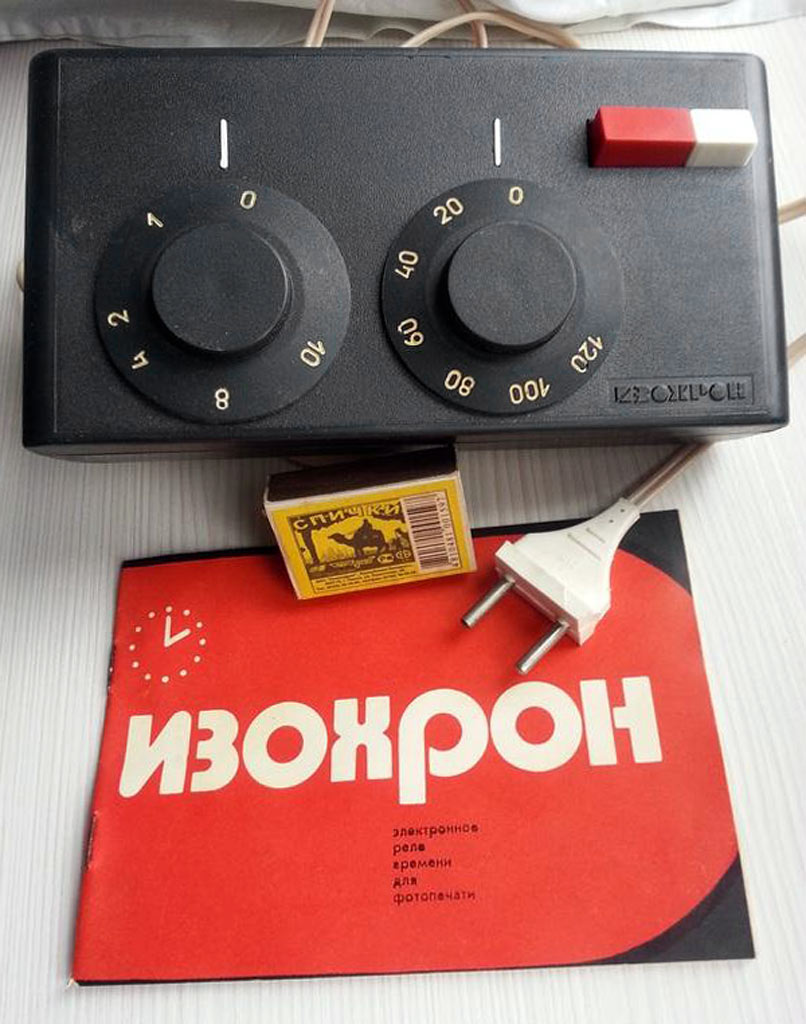 0
1
2
4
8
10
0
20
40
60
80
100
120
ИЗОХРОН
СПИЧКИ
ИЗОХРОН
электронное
реле
времени
для
фотопечати